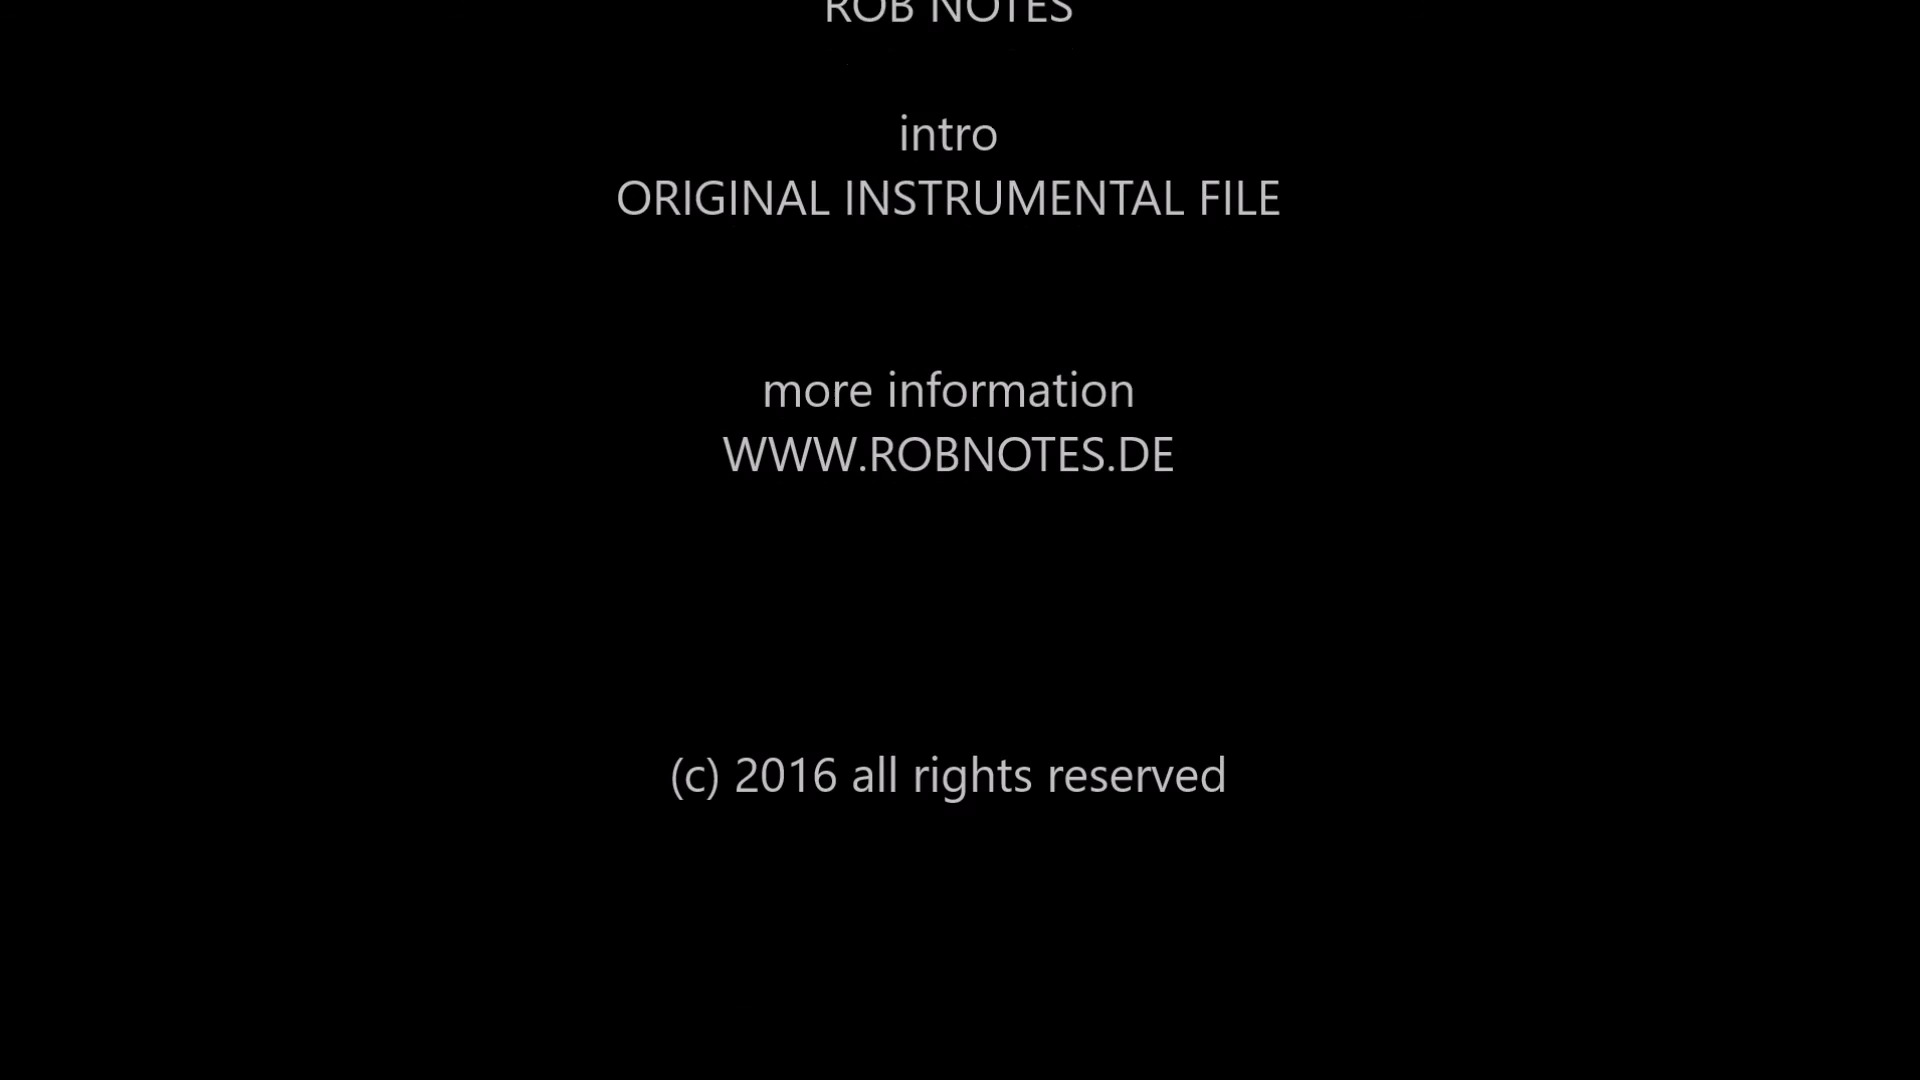 ROB NOTES
intro
ORIGINAL INSTRUMENTAL FILE
more information
WWW.ROBNOTES.DE
(c) 2016 all rights reserved